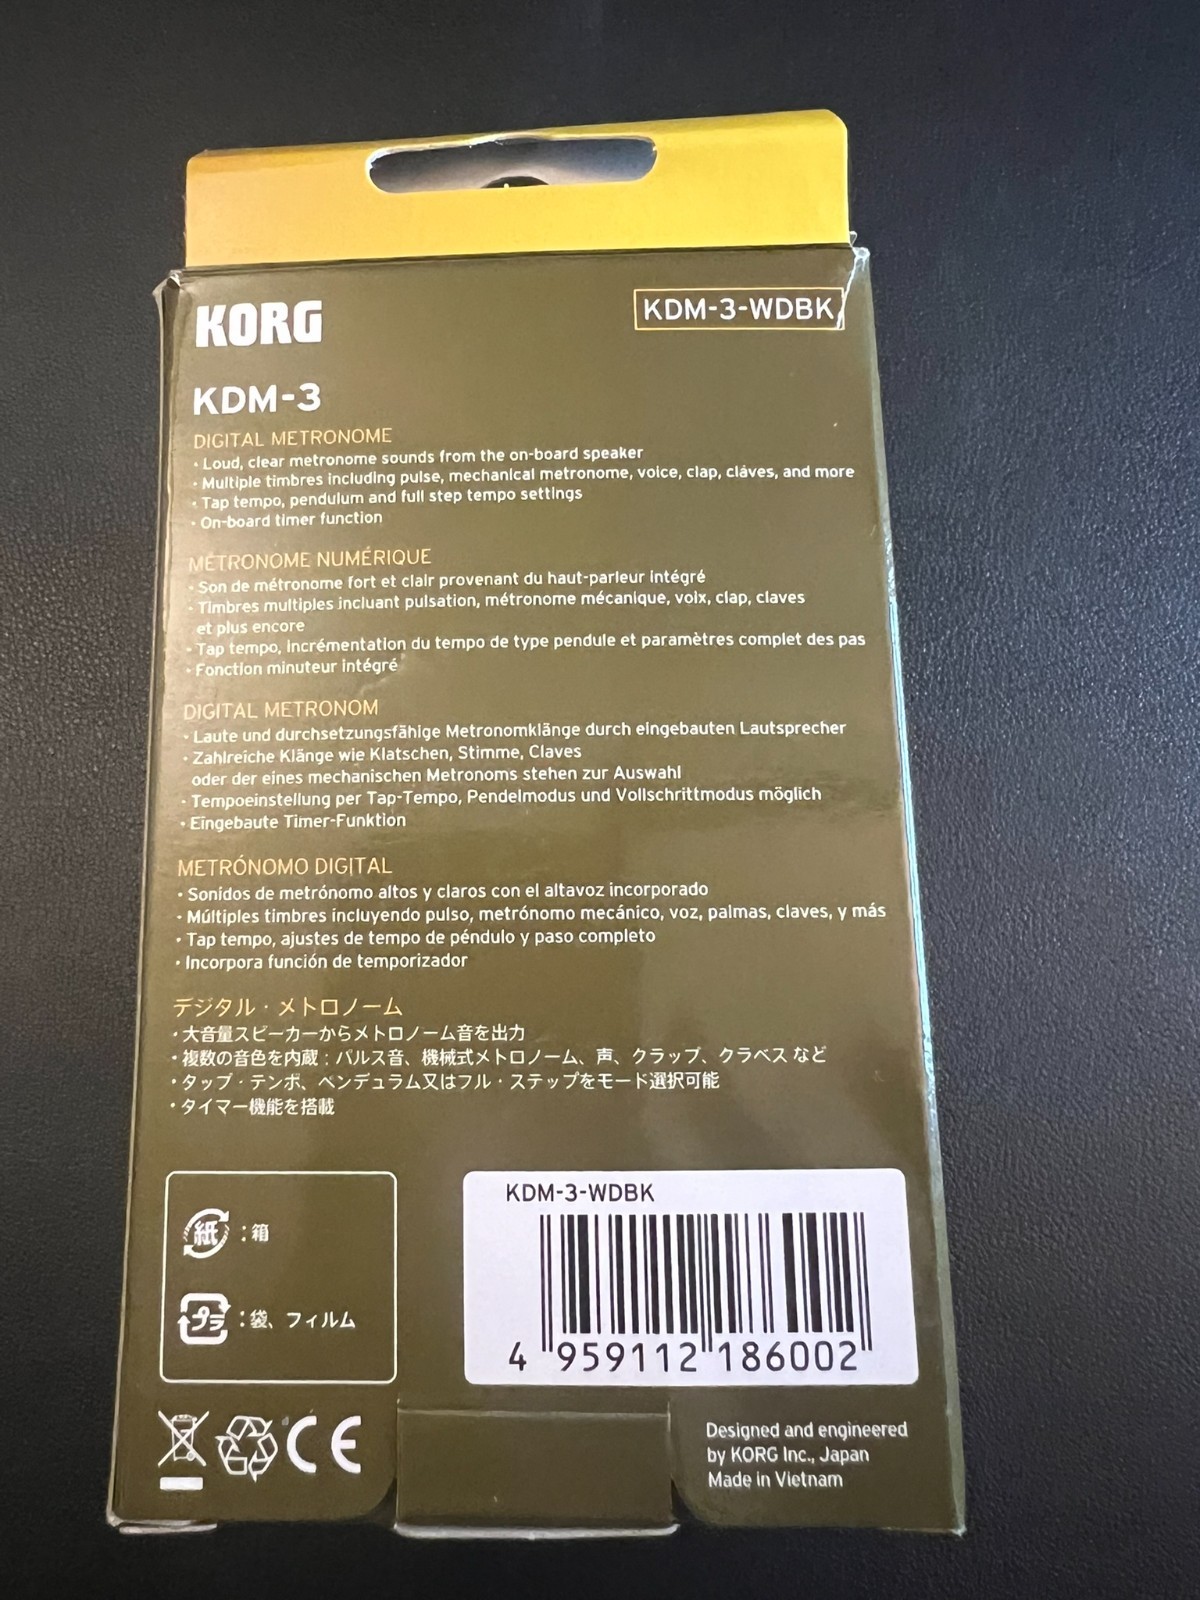 KORG
KDM-3-WDBK
KDM-3
DIGITAL METRONOME
· Loud, clear metronome sounds from the on-board speaker
· Multiple timbres including pulse, mechanical metronome, voice, clap, claves, and more
· Tap tempo, pendulum and full step tempo settings
· On-board timer function
MÉTRONOME NUMÉRIQUE
· Son de métronome fort et clair provenant du haut-parleur intégré
· Timbres multiples incluant pulsation, métronome mécanique, voix, clap, claves
et plus encore
· Tap tempo, incrémentation du tempo de type pendule et paramètres complet des pas
· Fonction minuteur intégré
DIGITAL METRONOM
· Laute und durchsetzungsfähige Metronomklänge durch eingebauten Lautsprecher
· Zahlreiche Klänge wie Klatschen, Stimme, Claves
oder der eines mechanischen Metronoms stehen zur Auswahl
· Tempoeinstellung per Tap-Tempo, Pendelmodus und Vollschrittmodus möglich
· Eingebaute Timer-Funktion
METRÓNOMO DIGITAL
· Sonidos de metrónomo altos y claros con el altavoz incorporado
· Múltiples timbres incluyendo pulso, metrónomo mecánico, voz, palmas, claves, y más
· Tap tempo, ajustes de tempo de péndulo y paso completo
· Incorpora función de temporizador
デジタル・メトロノーム
・大音量スピーカーからメトロノーム音を出力
・複数の音色を内蔵：パルス音、機械式メトロノーム、声、クラップ、クラベス など
・タップ・テンポ、ペンデュラム又はフル・ステップをモード選択可能
・タイマー機能を搭載
紙：箱
プラ：袋、フィルム
KDM-3-WDBK
4 959112 186002
CE
Designed and engineered
by KORG Inc., Japan
Made in Vietnam